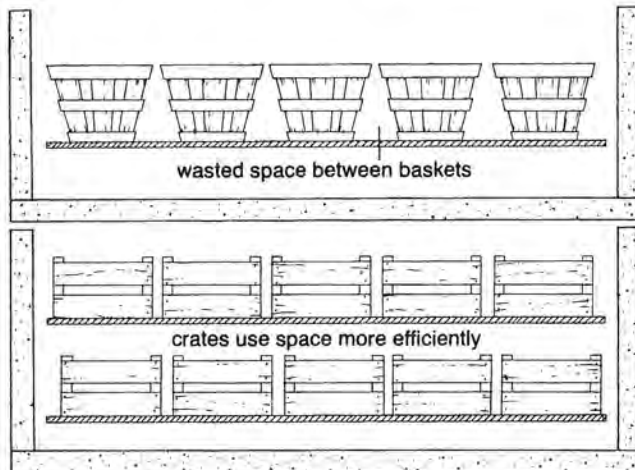 wasted space between baskets
crates use space more efficiently